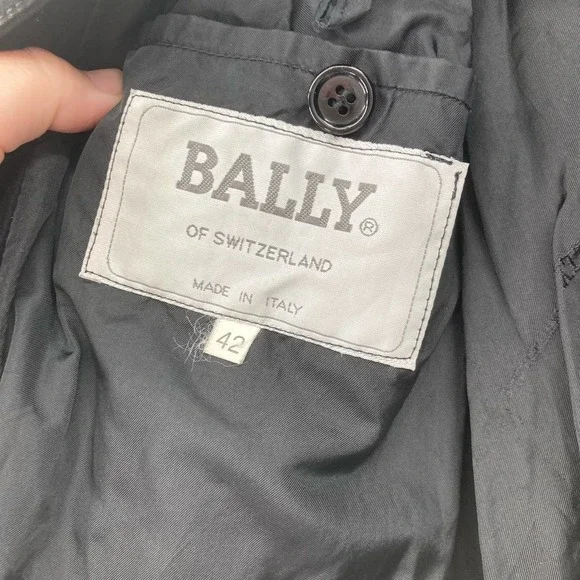 BALLY®
OF SWITZERLAND
MADE IN ITALY
42